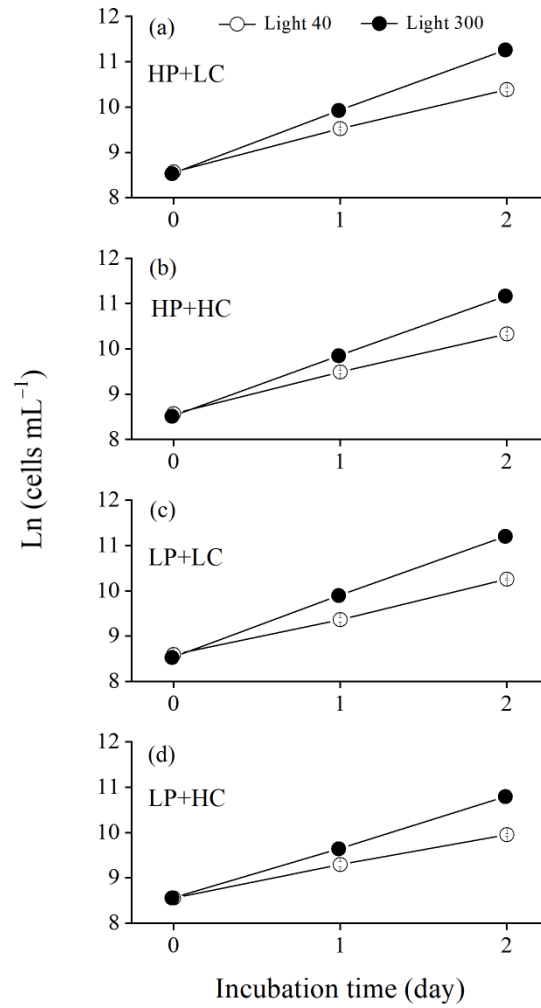 (a) Light 40 Light 300
HP+LC
12
11
10
9
8
0 1 2
(b)
HP+HC
12
11
10
9
8
0 1 2
(c)
LP+LC
12
11
10
9
8
0 1 2
(d)
LP+HC
12
11
10
9
8
0 1 2
Ln (cells mL⁻¹)
Incubation time (day)